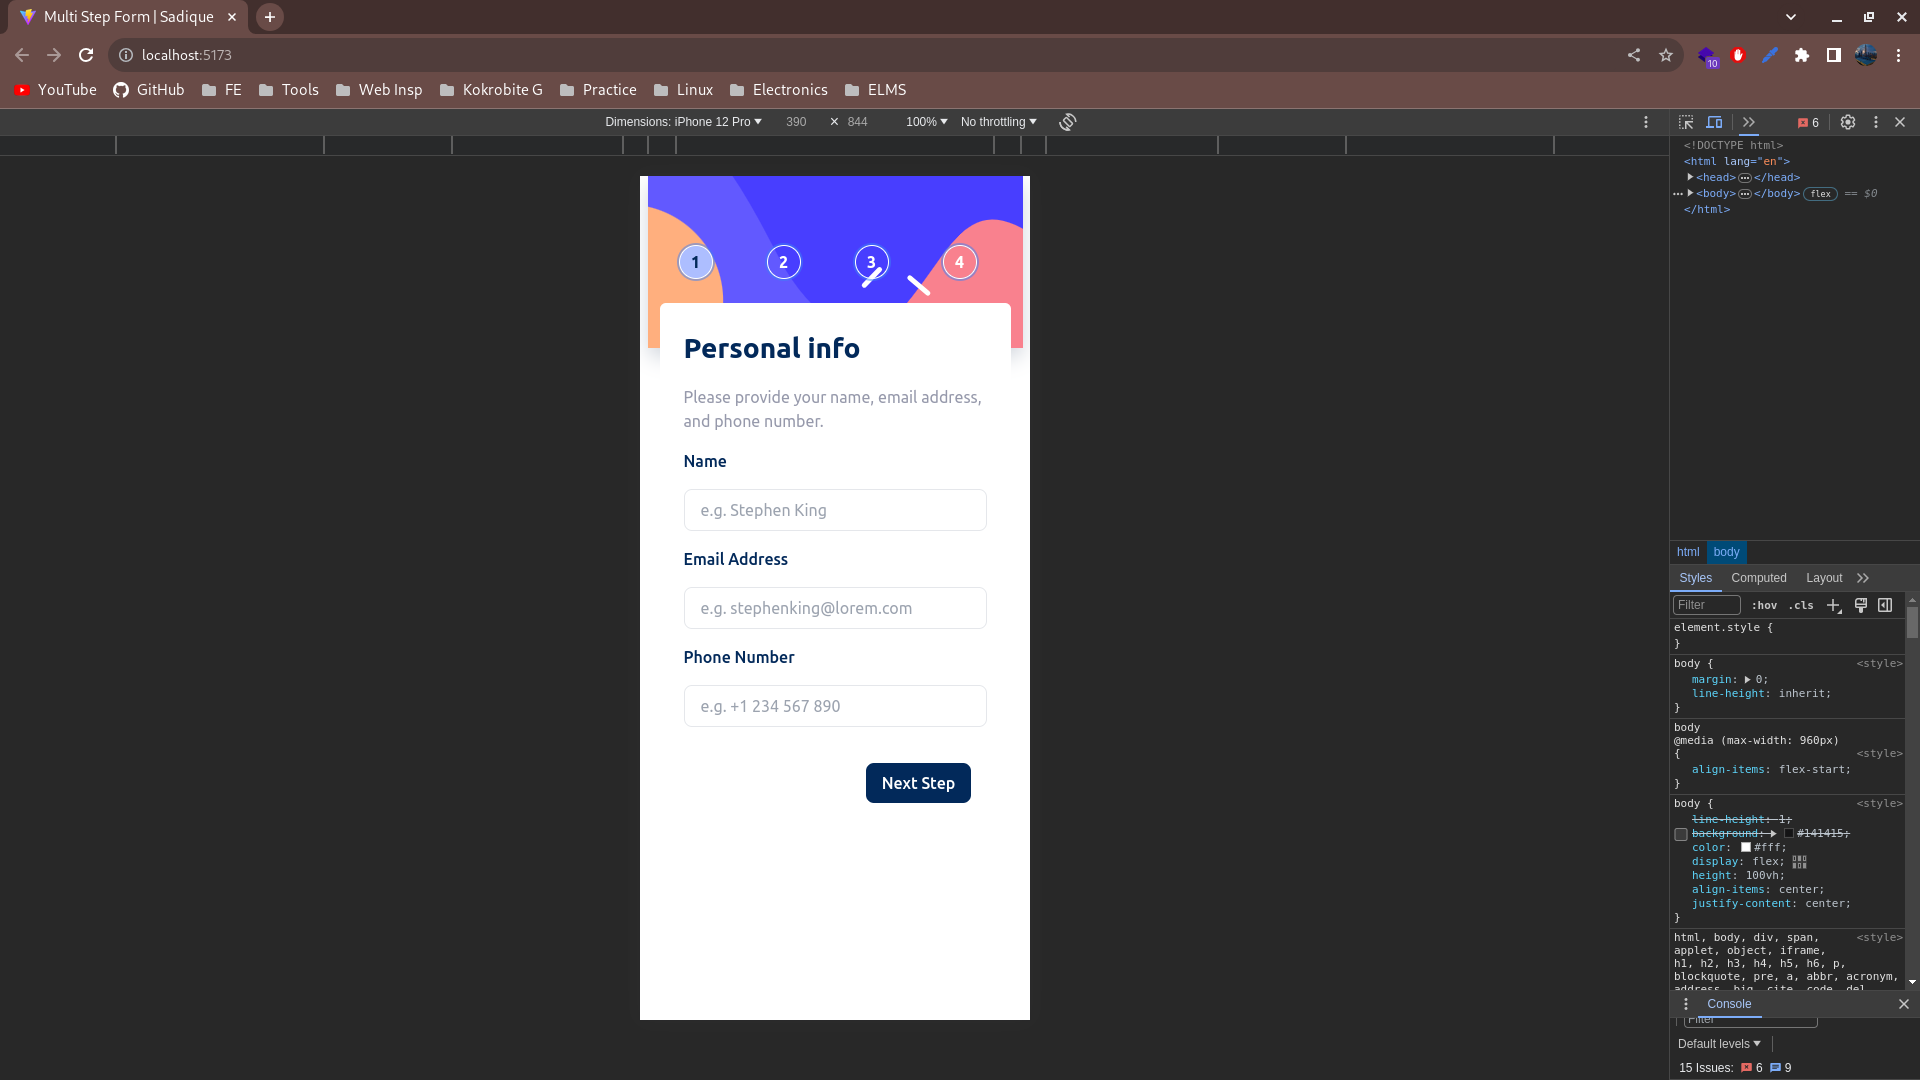 Multi Step Form | Sadique
localhost:5173
10
YouTube GitHub FE Tools Web Insp Kokrobite G Practice Linux Electronics ELMS
Dimensions: iPhone 12 Pro 390 × 844 100% No throttling
6
<!DOCTYPE html>
<html lang="en">
<head>…</head>
… <body>…</body> flex == $0
</html>
1 2 3 4
Personal info
Please provide your name, email address,
and phone number.
Name
e.g. Stephen King
Email Address
e.g. stephenking@lorem.com
Phone Number
e.g. +1 234 567 890
Next Step
html body
Styles Computed Layout
Filter :hov .cls
element.style {
}
body { <style>
margin: 0;
line-height: inherit;
}
body
@media (max-width: 960px)
{ <style>
align-items: flex-start;
}
body { <style>
line-height: 1;
background: #141415;
color: #fff;
display: flex;
height: 100vh;
align-items: center;
justify-content: center;
}
html, body, div, span, <style>
applet, object, iframe,
h1, h2, h3, h4, h5, h6, p,
blockquote, pre, a, abbr, acronym,
address, big, cite, code, del,
Console
Filter
Default levels
15 Issues: 6 9